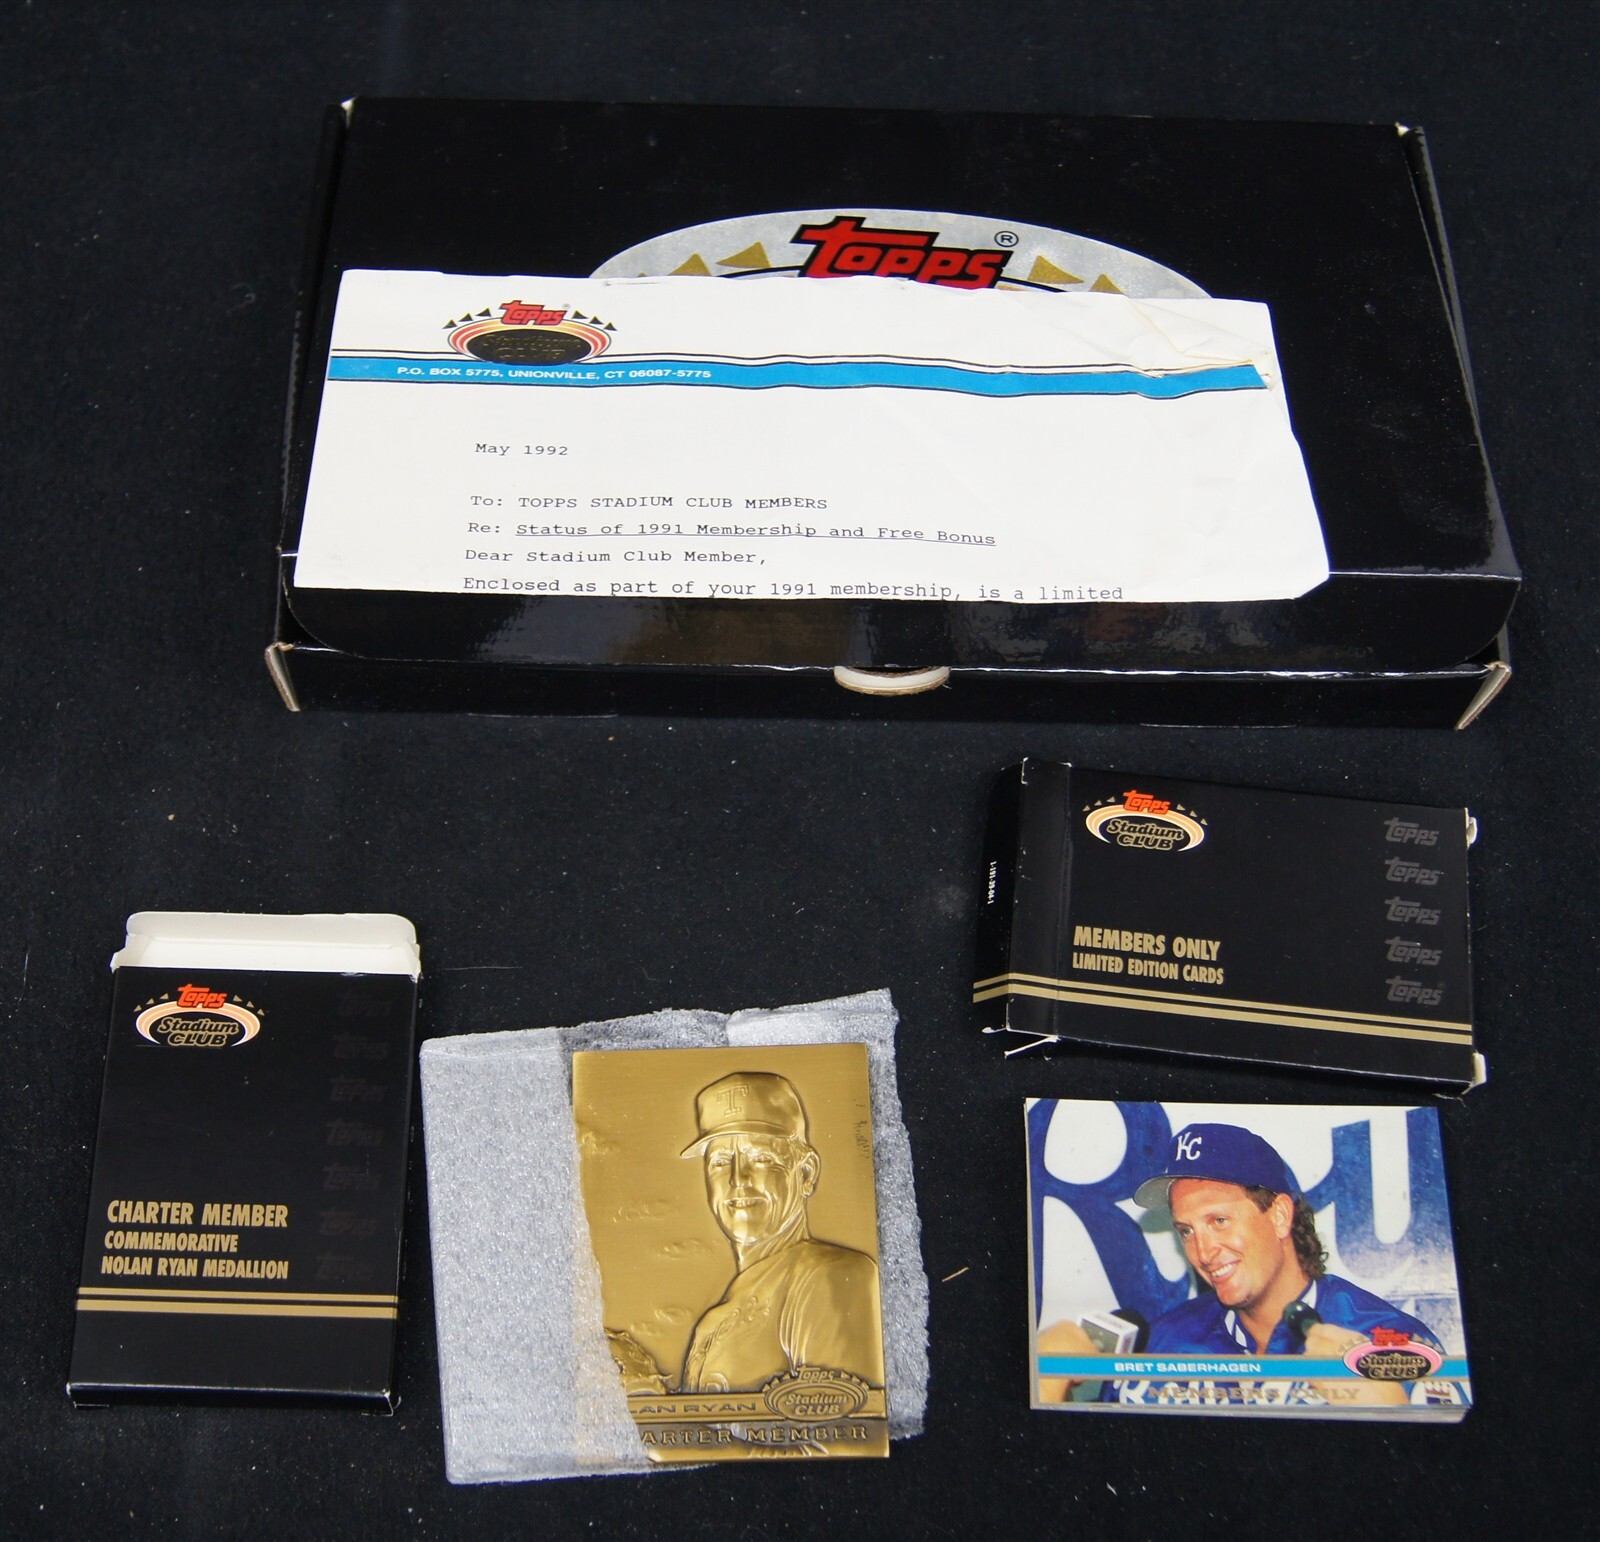 Topps ®
Topps
Stadium
CLUB
P.O. BOX 5775, UNIONVILLE, CT 06087-5775
May 1992
To: TOPPS STADIUM CLUB MEMBERS
Re: Status of 1991 Membership and Free Bonus
Dear Stadium Club Member,
Enclosed as part of your 1991 membership, is a limited
Topps
Stadium
CLUB
MEMBERS ONLY
LIMITED EDITION CARDS
Topps
Topps
Topps
Topps
Topps
Topps
Stadium
CLUB
CHARTER MEMBER
COMMEMORATIVE
NOLAN RYAN MEDALLION
T
Topps
Stadium
CLUB
LAN RYAN
ARTER MEMBER
KC
Topps
Stadium
CLUB
BRET SABERHAGEN
MEMBERS ONLY